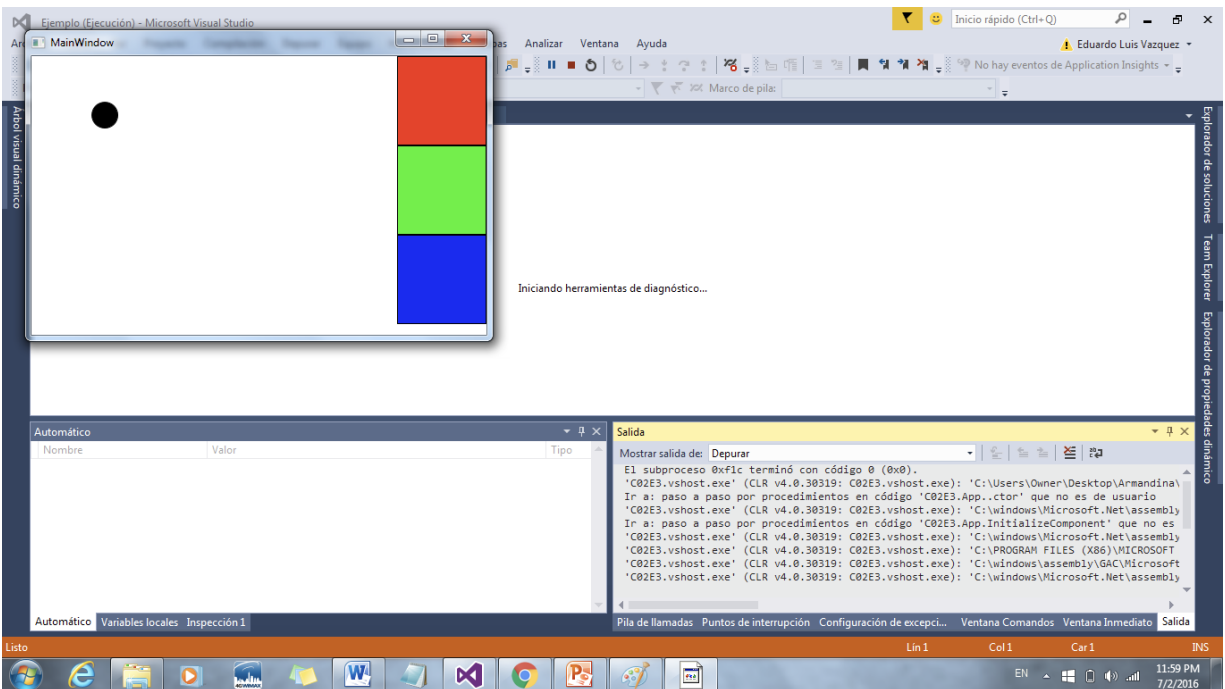 Ejemplo (Ejecución) - Microsoft Visual Studio
Inicio rápido (Ctrl+Q)
MainWindow
Analizar Ventana Ayuda
Eduardo Luis Vazquez
No hay eventos de Application Insights
Marco de pila:
Árbol visual dinámico
Explorador de soluciones
Team Explorer
Explorador de propiedades dinámico
Iniciando herramientas de diagnóstico...
Automático
Nombre Valor Tipo
Salida
Mostrar salida de: Depurar
El subproceso 0xf1c terminó con código 0 (0x0).
'C02E3.vshost.exe' (CLR v4.0.30319: C02E3.vshost.exe): 'C:\Users\Owner\Desktop\Armandina\
Ir a: paso a paso por procedimientos en código 'C02E3.App..ctor' que no es de usuario
'C02E3.vshost.exe' (CLR v4.0.30319: C02E3.vshost.exe): 'C:\windows\Microsoft.Net\assembly
Ir a: paso a paso por procedimientos en código 'C02E3.App.InitializeComponent' que no es
'C02E3.vshost.exe' (CLR v4.0.30319: C02E3.vshost.exe): 'C:\windows\Microsoft.Net\assembly
'C02E3.vshost.exe' (CLR v4.0.30319: C02E3.vshost.exe): 'C:\PROGRAM FILES (X86)\MICROSOFT
'C02E3.vshost.exe' (CLR v4.0.30319: C02E3.vshost.exe): 'C:\windows\assembly\GAC\Microsoft
'C02E3.vshost.exe' (CLR v4.0.30319: C02E3.vshost.exe): 'C:\windows\Microsoft.Net\assembly
Automático Variables locales Inspección 1
Pila de llamadas Puntos de interrupción Configuración de excepci... Ventana Comandos Ventana Inmediato Salida
Listo Lín 1 Col 1 Car 1 INS
EN
11:59 PM
7/2/2016